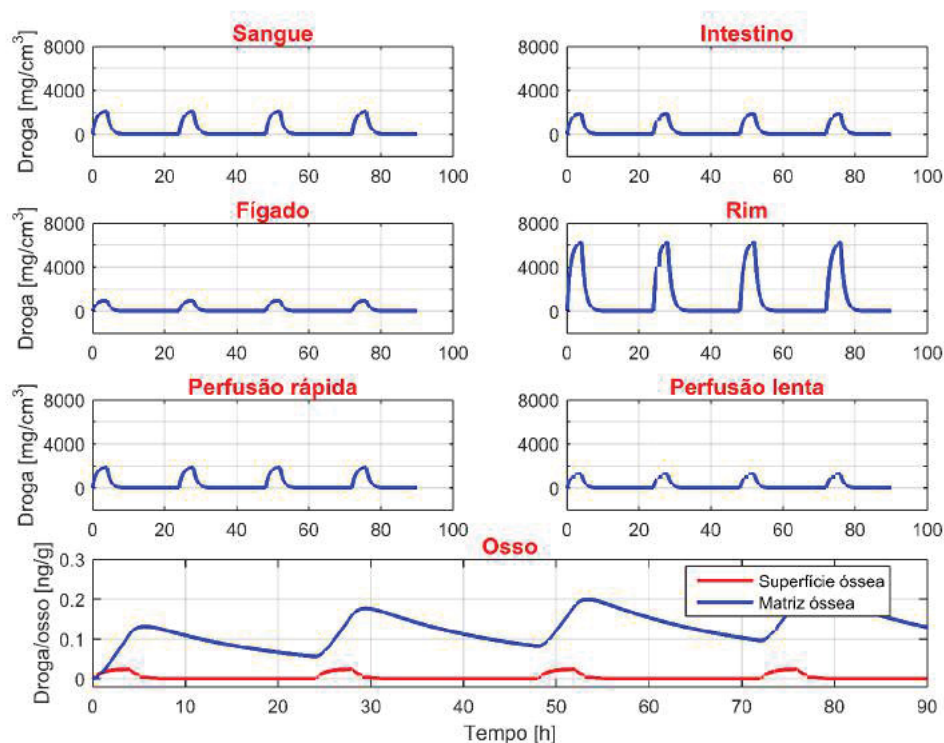 Sangue
Intestino
Droga [mg/cm³]
8000
4000
0
0 20 40 60 80 100
8000
4000
0
0 20 40 60 80 100
Fígado
Rim
Droga [mg/cm³]
8000
4000
0
0 20 40 60 80 100
8000
4000
0
0 20 40 60 80 100
Perfusão rápida
Perfusão lenta
Droga [mg/cm³]
8000
4000
0
0 20 40 60 80 100
8000
4000
0
0 20 40 60 80 100
Osso
Droga/osso [ng/g]
0.3
0.2
0.1
0
Superfície óssea
Matriz óssea
0 10 20 30 40 50 60 70 80 90
Tempo [h]